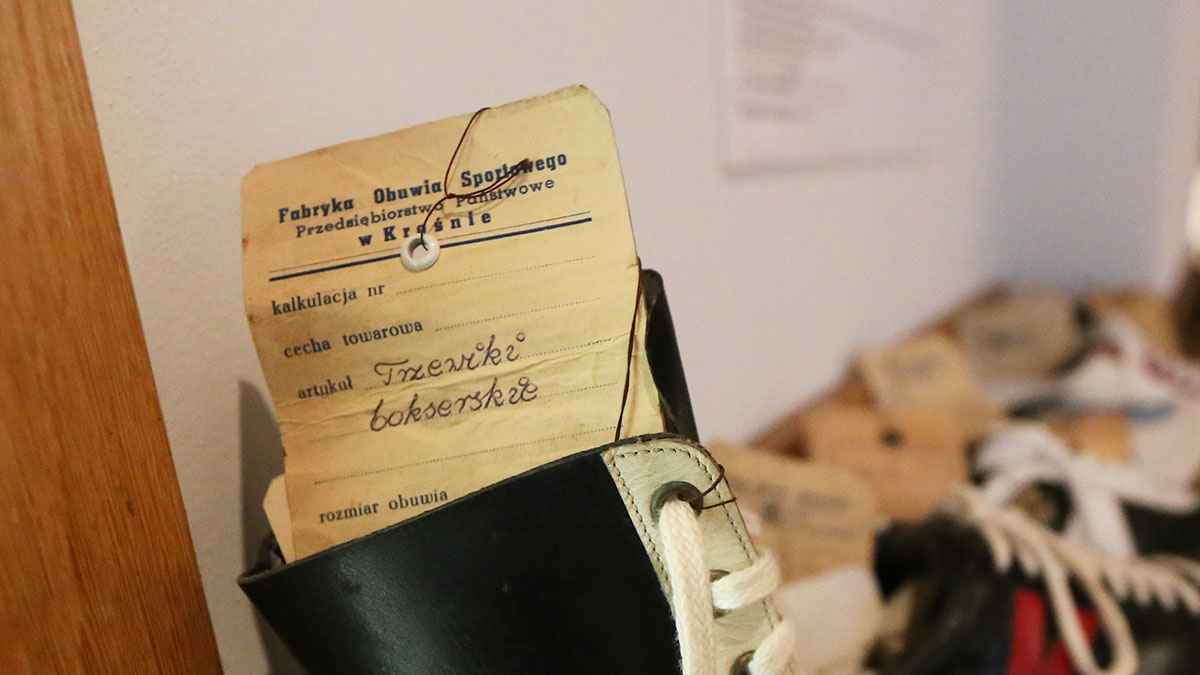 Fabryka Obuwia Sportowego
Przedsiębiorstwo Państwowe
w Krośnie
kalkulacja nr
cecha towarowa
artykuł Trzewiki
bokserskie
rozmiar obuwia